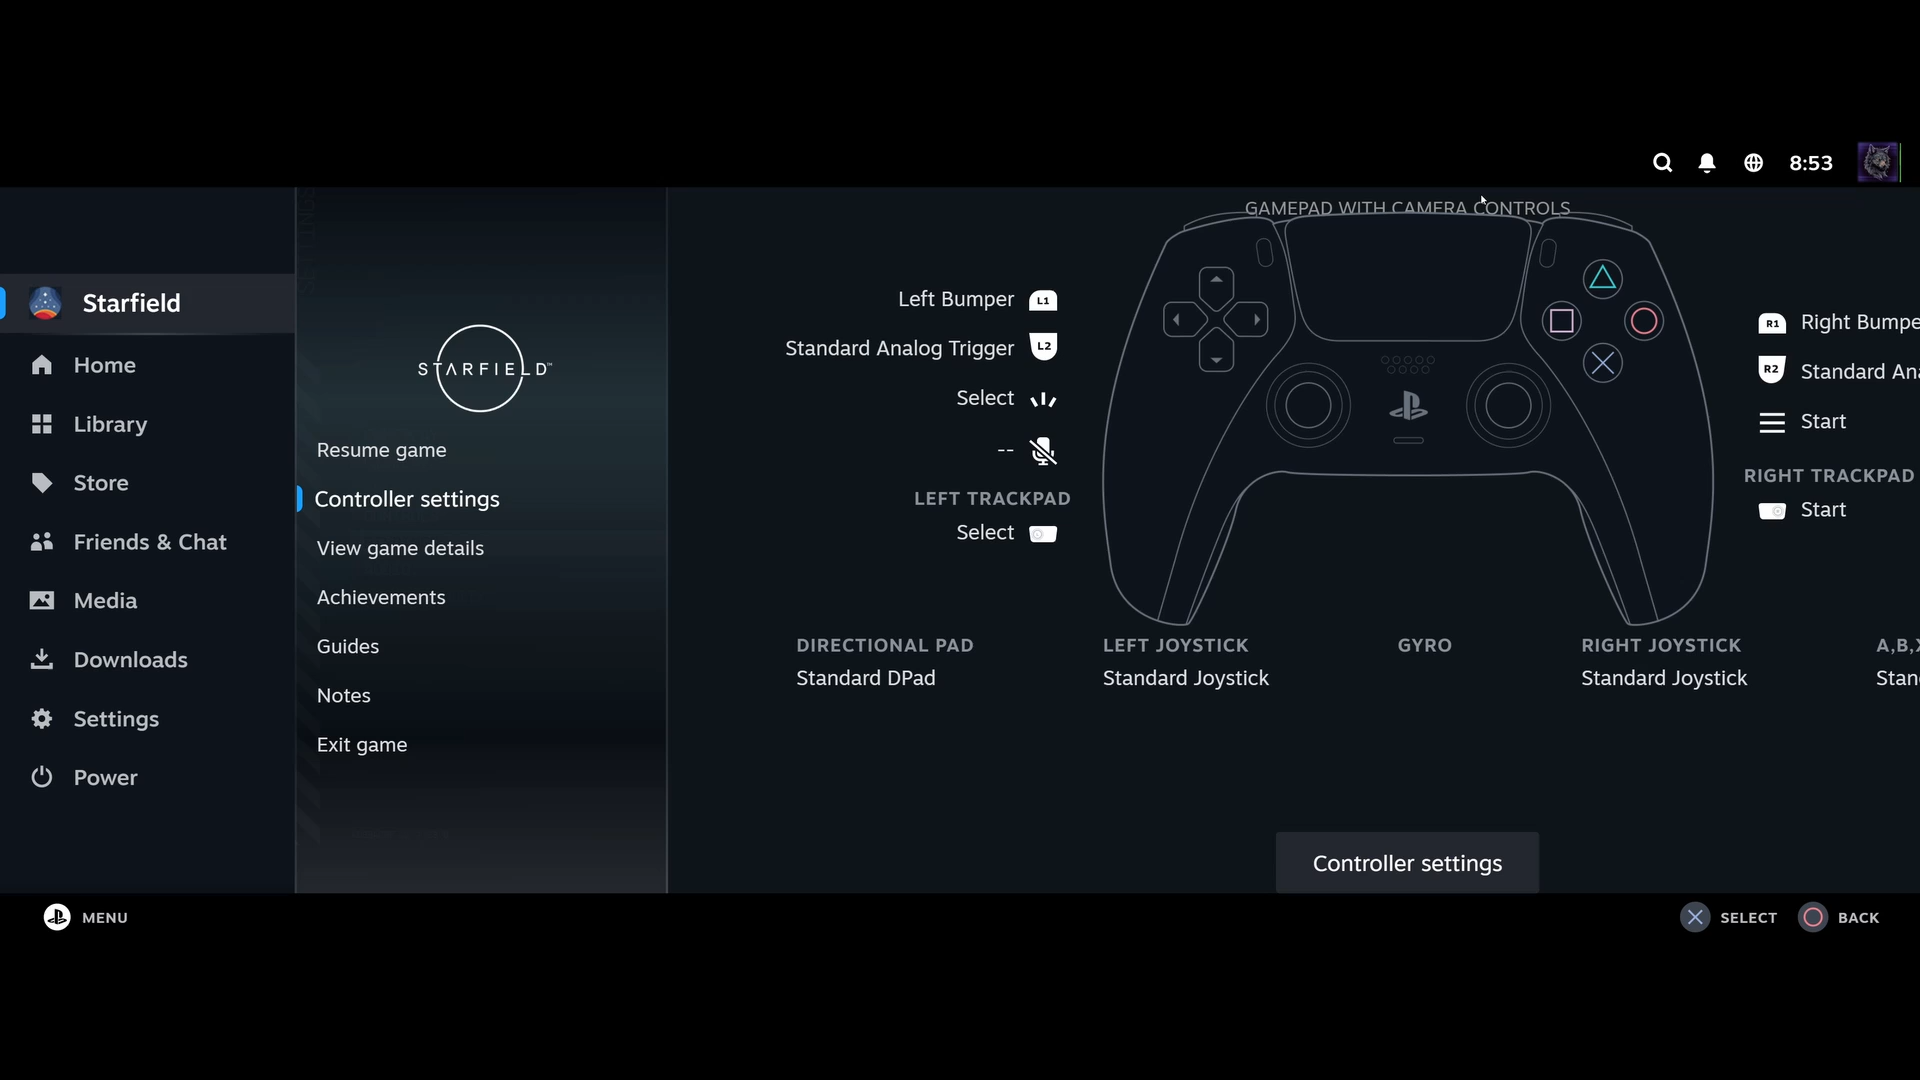 8:53
Starfield
Home
Library
Store
Friends & Chat
Media
Downloads
Settings
Power
STARFIELD™
Resume game
Controller settings
View game details
Achievements
Guides
Notes
Exit game
GAMEPAD WITH CAMERA CONTROLS
Left Bumper L1
Standard Analog Trigger L2
Select
--
LEFT TRACKPAD
Select
R1 Right Bumpe
R2 Standard Ana
Start
RIGHT TRACKPAD
Start
DIRECTIONAL PAD
Standard DPad
LEFT JOYSTICK
Standard Joystick
GYRO
RIGHT JOYSTICK
Standard Joystick
A,B,X
Stan
Controller settings
MENU
SELECT
BACK